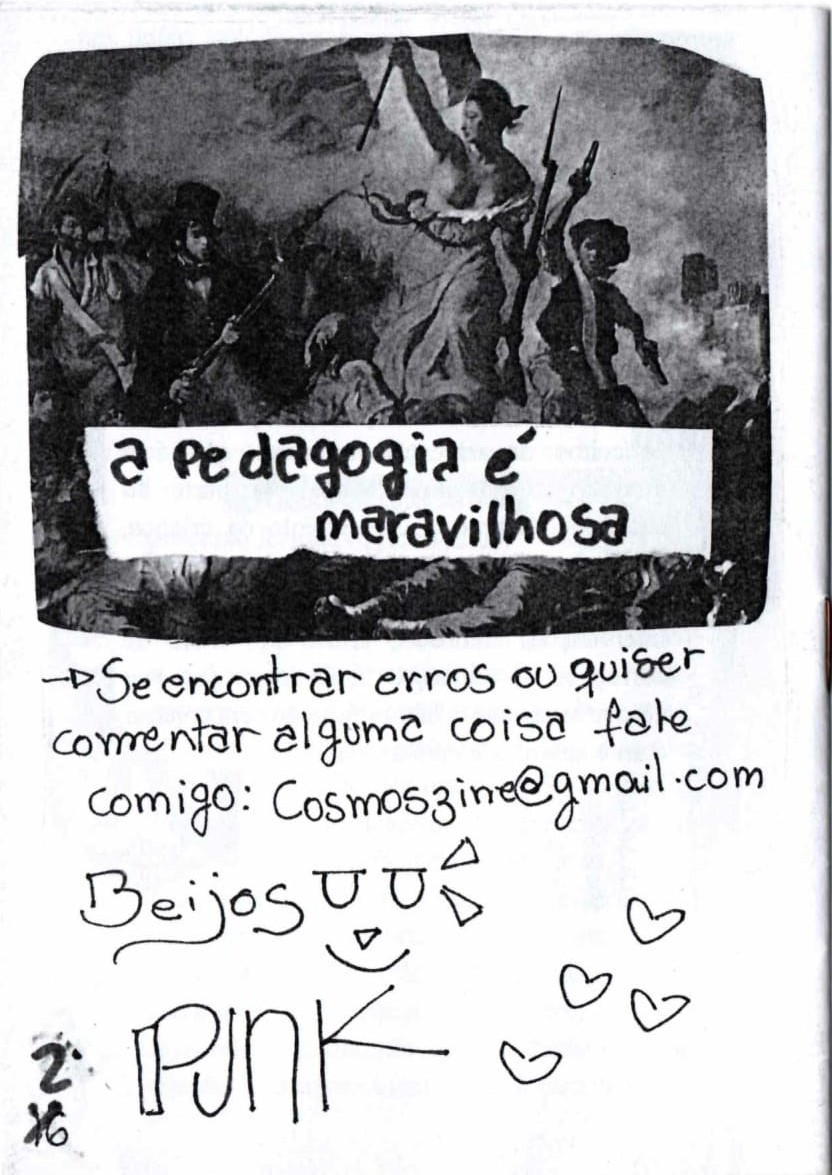 a Pedagogia é
maravilhosa
→ Se encontrar erros ou quiser
comentar alguma coisa fale
comigo: Cosmoszine@gmail.com
Beijos
PUNK
2
16